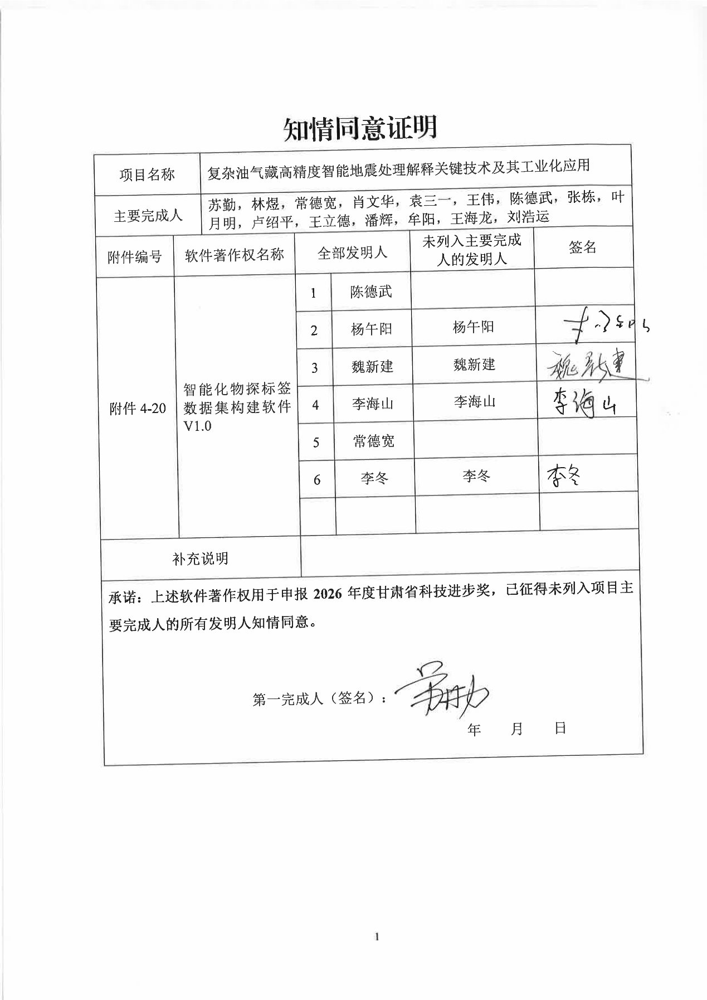 知情同意证明
项目名称 复杂油气藏高精度智能地震处理解释关键技术及其工业化应用
主要完成人 苏勤，林煜，常德宽，肖文华，袁三一，王伟，陈德武，张栋，叶
月明，卢绍平，王立德，潘辉，牟阳，王海龙，刘浩运
附件编号 软件著作权名称 全部发明人 未列入主要完成
人的发明人 签名
1 陈德武
2 杨午阳 杨午阳
3 魏新建 魏新建 魏新建
附件 4-20 智能化物探标签
数据集构建软件
V1.0
4 李海山 李海山 李海山
5 常德宽
6 李冬 李冬 李冬
补充说明
承诺：上述软件著作权用于申报 2026 年度甘肃省科技进步奖，已征得未列入项目主
要完成人的所有发明人知情同意。
第一完成人（签名）：
年 月 日
1